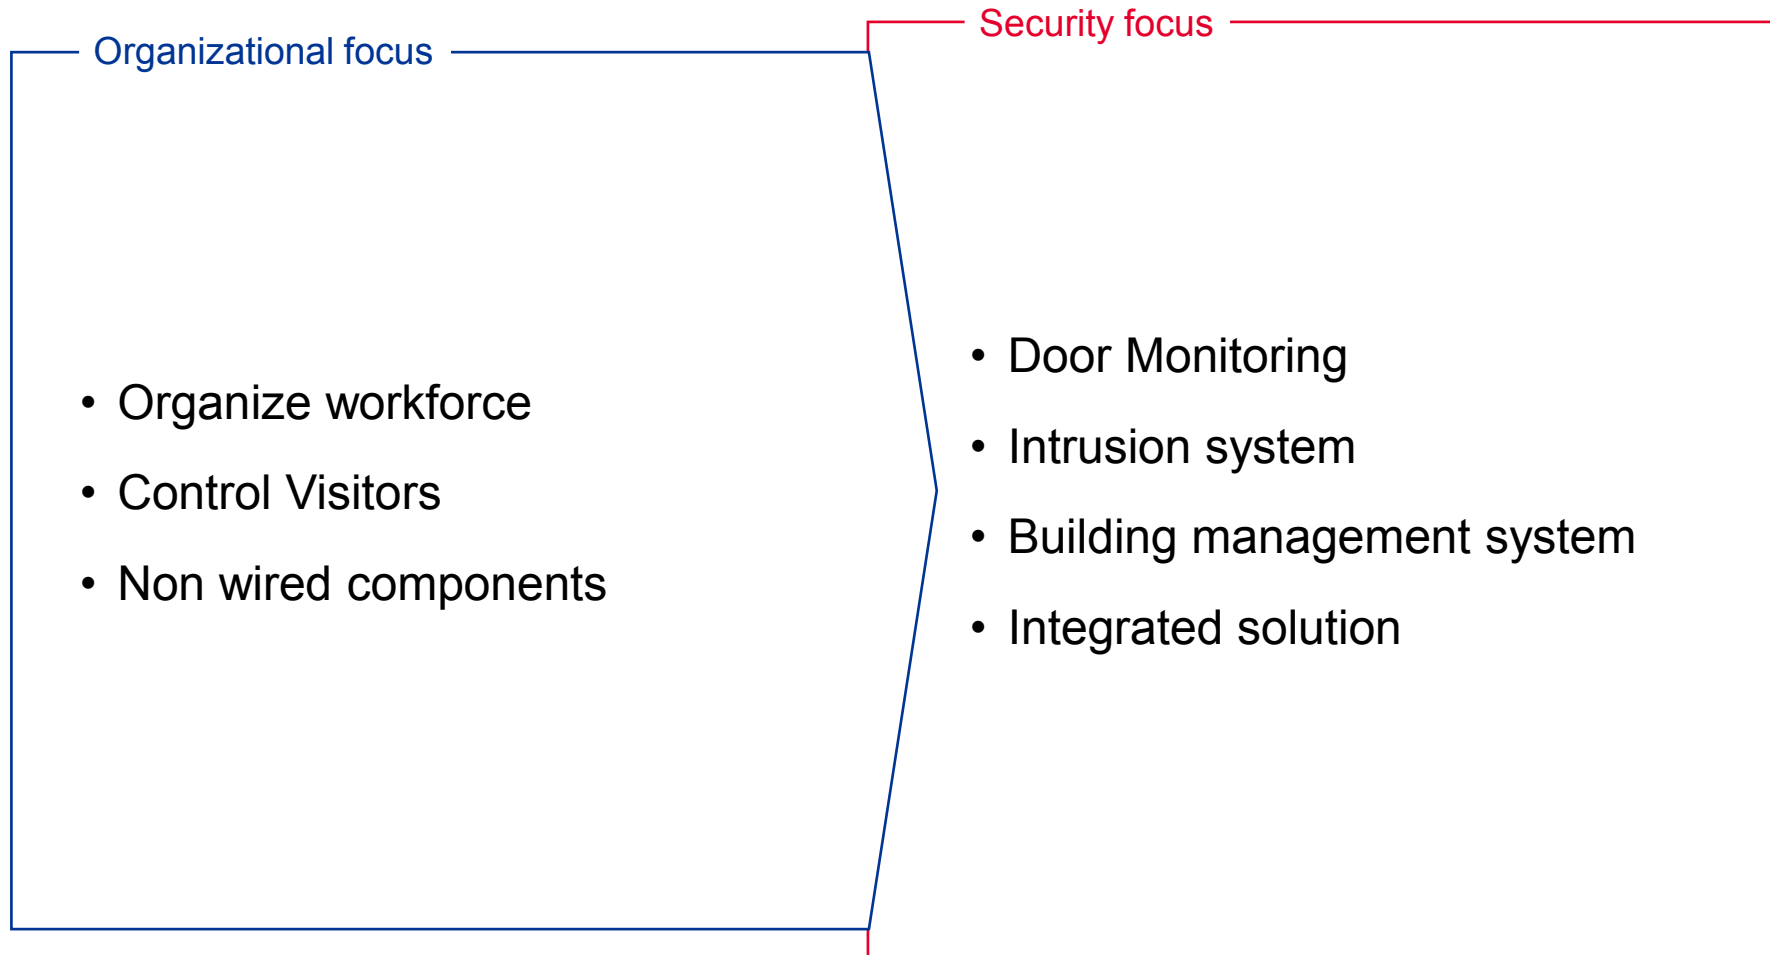 Organizational focus
• Organize workforce
• Control Visitors
• Non wired components
Security focus
• Door Monitoring
• Intrusion system
• Building management system
• Integrated solution